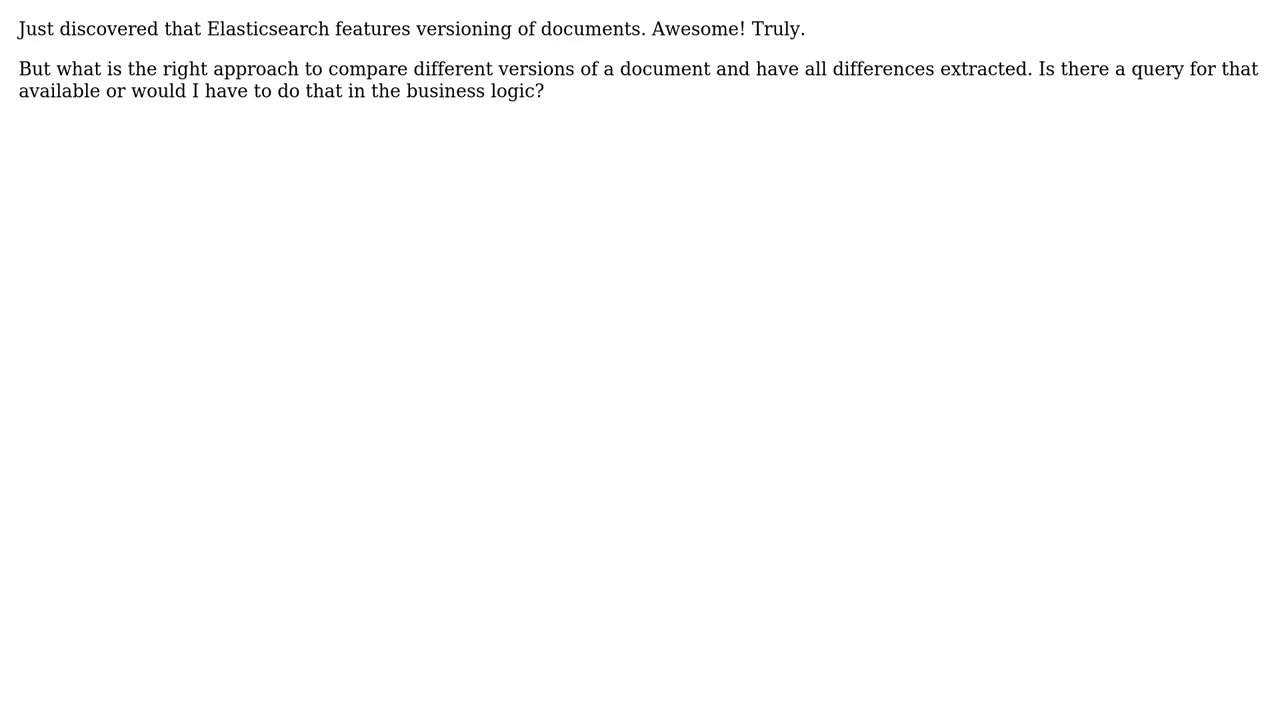 Just discovered that Elasticsearch features versioning of documents. Awesome! Truly.
But what is the right approach to compare different versions of a document and have all differences extracted. Is there a query for that
available or would I have to do that in the business logic?